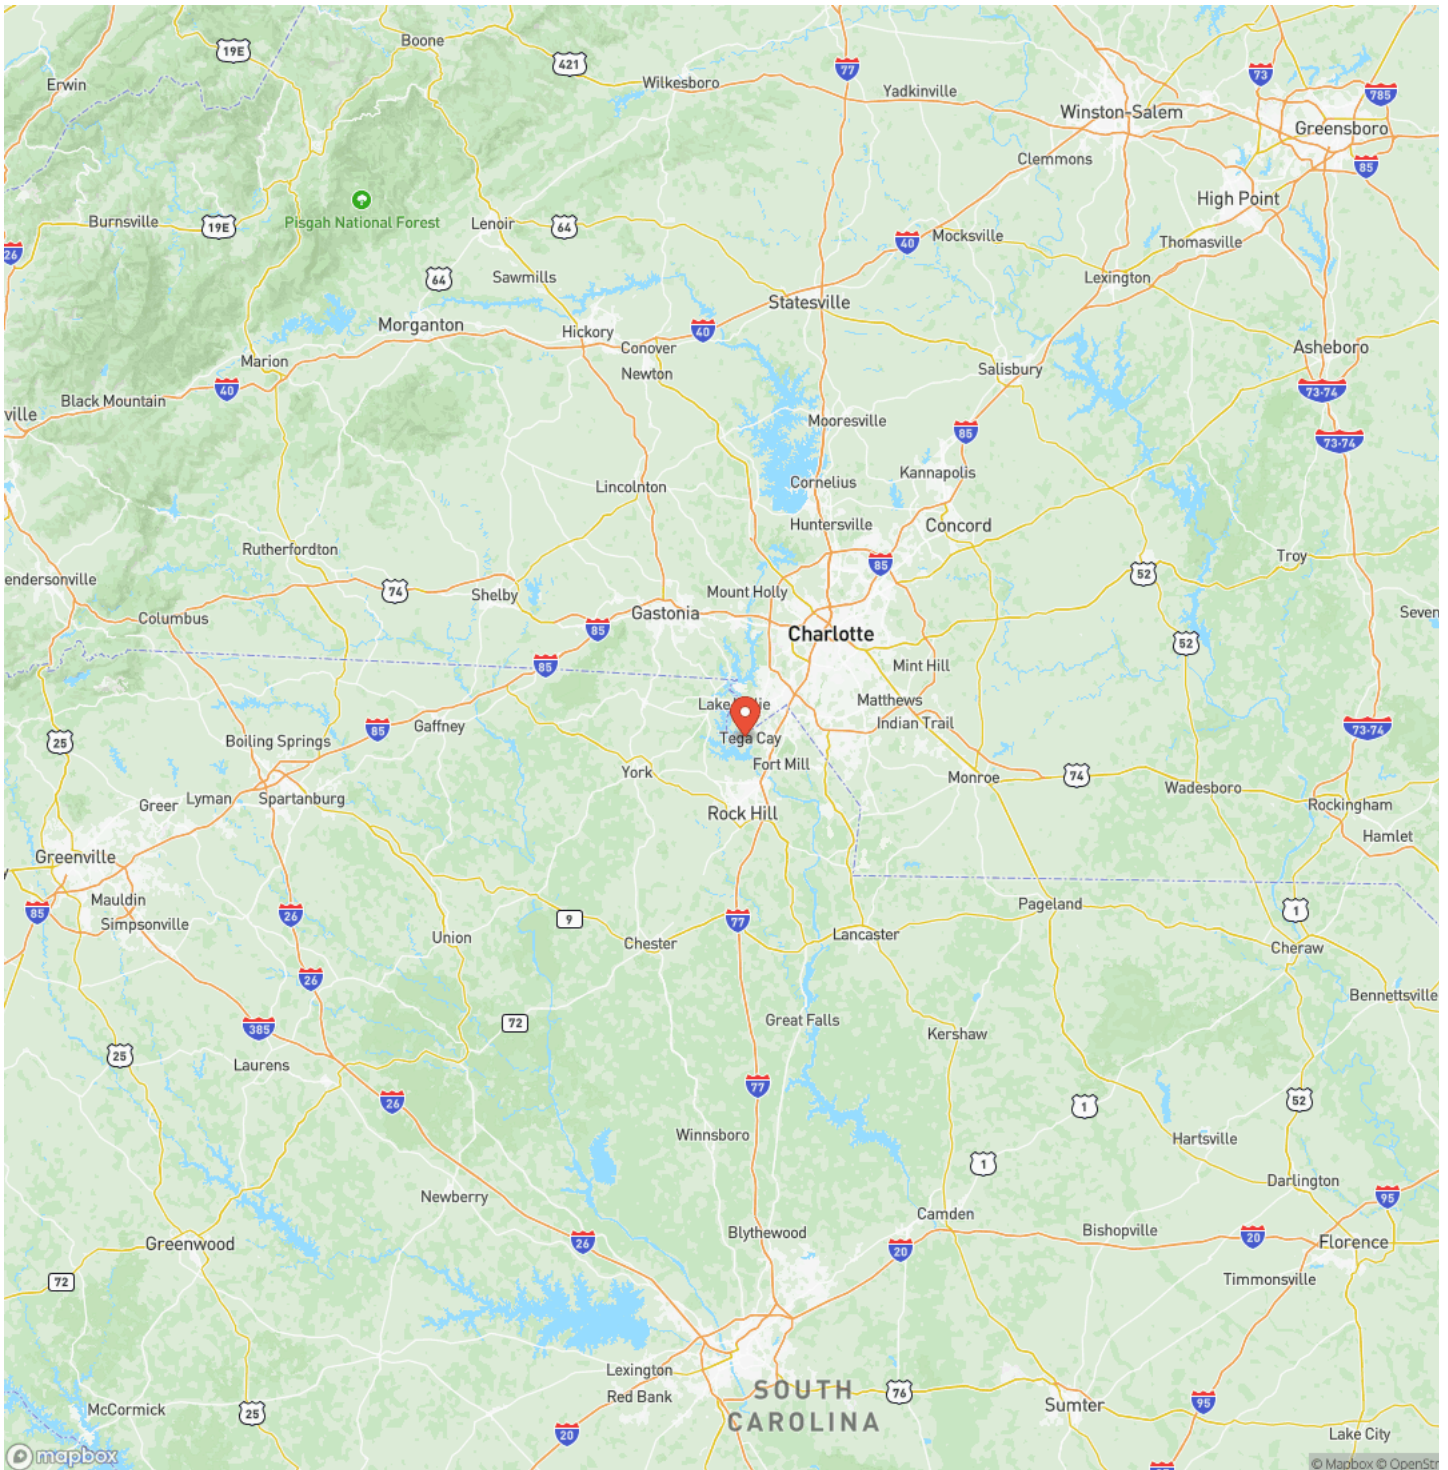 Boone
19E
421
77
73
Erwin
Wilkesboro
Yadkinville
785
Winston-Salem
Greensboro
Clemmons
85
Pisgah National Forest
High Point
Burnsville
19E
Lenoir
64
Mocksville
40
Thomasville
26
64
Sawmills
Lexington
Statesville
Morganton
Hickory
40
Conover
Asheboro
Marion
Newton
Salisbury
40
73-74
Black Mountain
ville
Mooresville
85
73-74
Kannapolis
Cornelius
Lincolnton
Huntersville
Concord
Rutherfordton
Troy
85
52
endersonville
74
Shelby
Mount Holly
Gastonia
Seven
Columbus
85
Charlotte
52
85
Mint Hill
Lake
lie
Matthews
Indian Trail
Gaffney
85
73-74
25
Boiling Springs
Tega Cay
Fort Mill
York
Monroe
74
Wadesboro
Greer
Lyman
Spartanburg
Rockingham
Rock Hill
Hamlet
Greenville
y
Mauldin
85
Simpsonville
26
9
77
Pageland
1
Union
Chester
Lancaster
Cheraw
26
Bennettsville
385
72
Great Falls
Kershaw
25
Laurens
77
26
1
52
Winnsboro
Hartsville
1
Darlington
Newberry
95
Camden
Blythewood
Bishopville
Greenwood
26
20
20
Florence
72
Timmonsville
Lexington
Red Bank
SOUTH
CAROLINA
76
Sumter
95
McCormick
25
20
Lake City
mapbox
© Mapbox © OpenStr
95